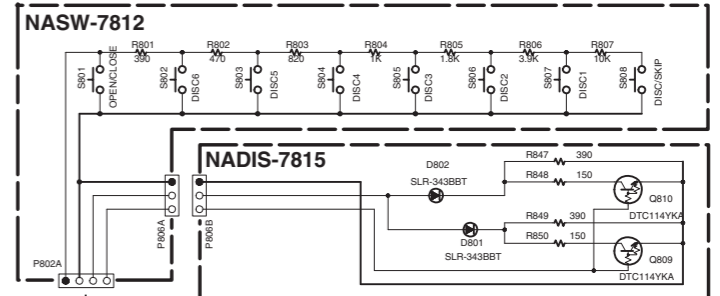 NASW-7812
R801 R802 R803 R804 R805 R806 R807
390 470 820 1K 1.8K 3.9K 10K
S801 OPEN/CLOSE
S802 DISC6
S803 DISC5
S804 DISC4
S805 DISC3
S806 DISC2
S807 DISC1
S808 DISC/SKIP
NADIS-7815
D802
SLR-343BBT
R847 390
R848 150
Q810
DTC114YKA
R849 390
D801
R850 150
SLR-343BBT
Q809
DTC114YKA
P806A
P806B
P802A